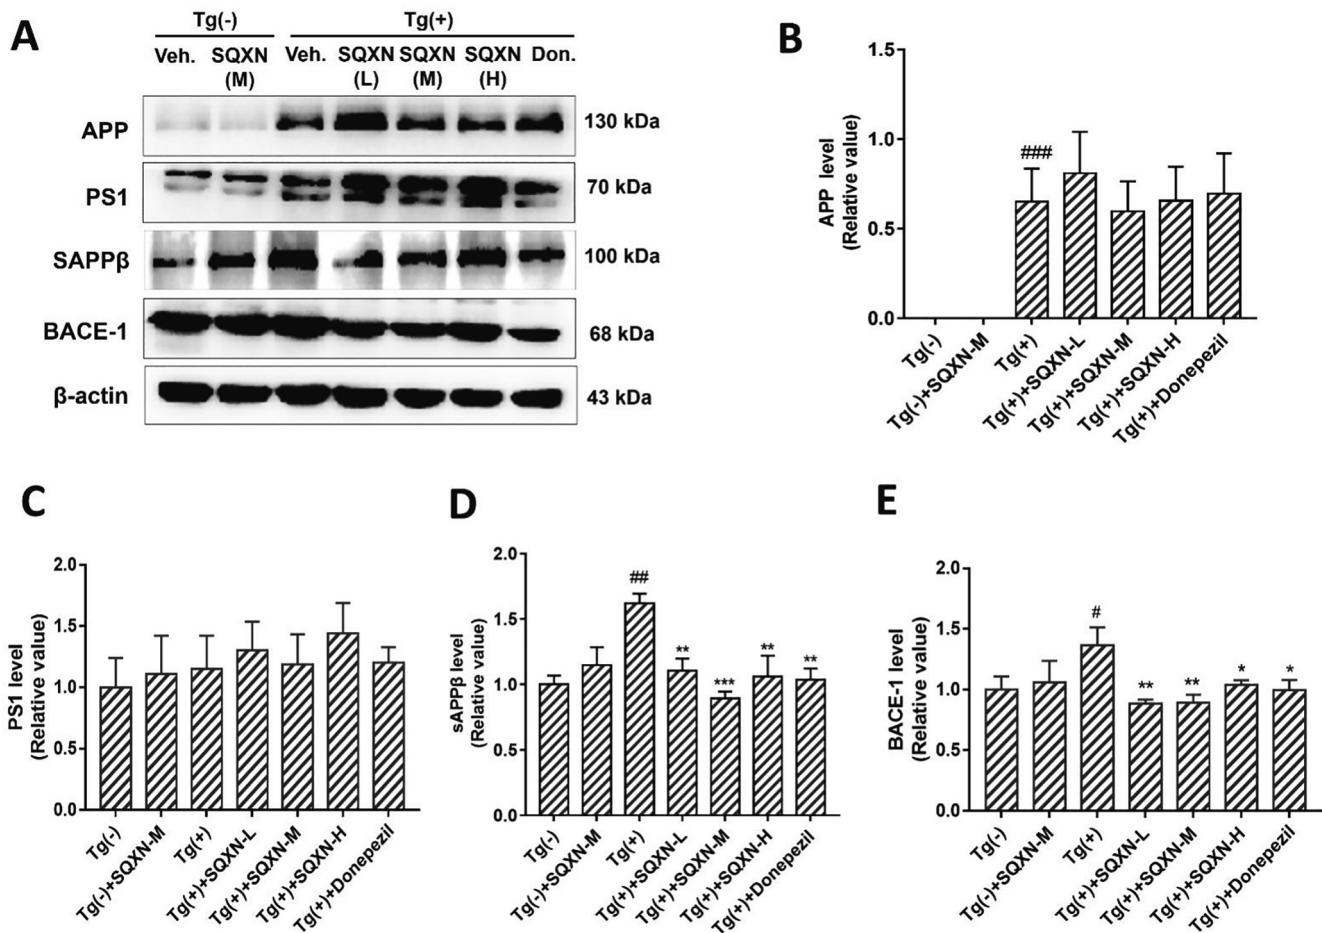 A
Tg(-) Tg(+)
Veh. SQXN Veh. SQXN SQXN SQXN Don.
(M) (L) (M) (H)
APP 130 kDa
PS1 70 kDa
SAPPβ 100 kDa
BACE-1 68 kDa
β-actin 43 kDa
B
APP level
(Relative value)
1.5
1.0
0.5
0.0
###
Tg(-)
Tg(-)+SQXN-M
Tg(+)
Tg(+)+SQXN-L
Tg(+)+SQXN-M
Tg(+)+SQXN-H
Tg(+)+Donepezil
C
PS1 level
(Relative value)
2.0
1.5
1.0
0.5
0.0
Tg(-)
Tg(-)+SQXN-M
Tg(+)
Tg(+)+SQXN-L
Tg(+)+SQXN-M
Tg(+)+SQXN-H
Tg(+)+Donepezil
D
sAPPβ level
(Relative value)
2.0
1.5
1.0
0.5
0.0
##
**
***
**
**
Tg(-)
Tg(-)+SQXN-M
Tg(+)
Tg(+)+SQXN-L
Tg(+)+SQXN-M
Tg(+)+SQXN-H
Tg(+)+Donepezil
E
BACE-1 level
(Relative value)
2.0
1.5
1.0
0.5
0.0
#
**
**
*
*
Tg(-)
Tg(-)+SQXN-M
Tg(+)
Tg(+)+SQXN-L
Tg(+)+SQXN-M
Tg(+)+SQXN-H
Tg(+)+Donepezil